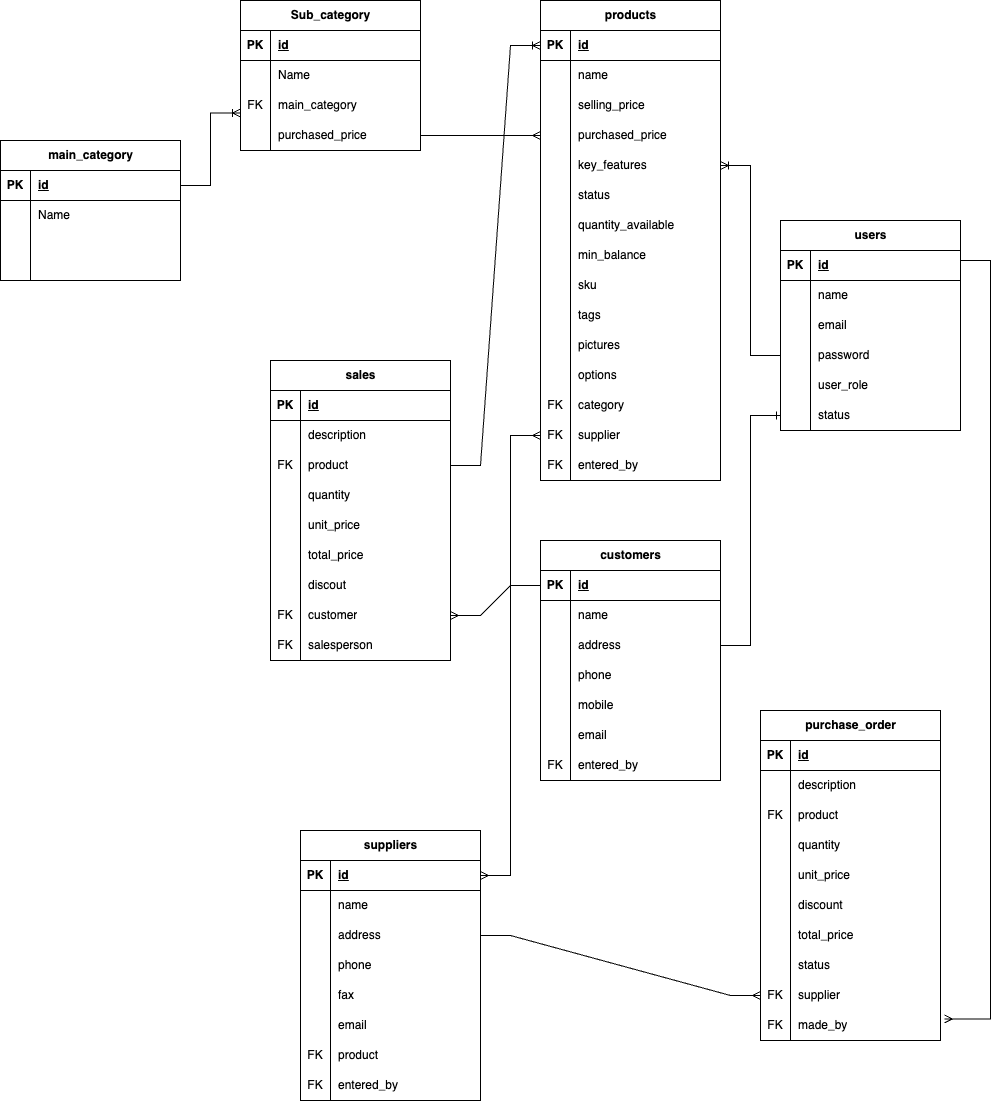 Sub_category
PK id
Name
FK main_category
purchased_price
products
PK id
name
selling_price
purchased_price
key_features
status
quantity_available
min_balance
sku
tags
pictures
options
FK category
FK supplier
FK entered_by
main_category
PK id
Name
users
PK id
name
email
password
user_role
status
sales
PK id
description
FK product
quantity
unit_price
total_price
discout
FK customer
FK salesperson
customers
PK id
name
address
phone
mobile
email
FK entered_by
purchase_order
PK id
description
FK product
quantity
unit_price
discount
total_price
status
FK supplier
FK made_by
suppliers
PK id
name
address
phone
fax
email
FK product
FK entered_by